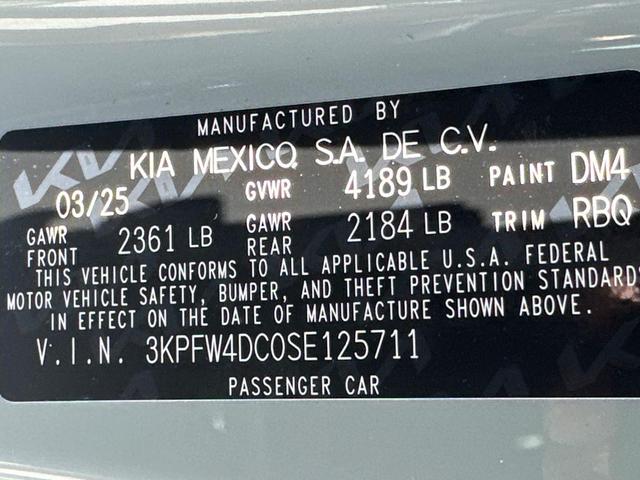 MANUFACTURED BY
KIA MEXICO S.A. DE C.V.
03/25 GVWR 4189 LB PAINT DM4
GAWR FRONT 2361 LB GAWR REAR 2184 LB TRIM RBQ
THIS VEHICLE CONFORMS TO ALL APPLICABLE U.S.A. FEDERAL
MOTOR VEHICLE SAFETY, BUMPER, AND THEFT PREVENTION STANDARDS
IN EFFECT ON THE DATE OF MANUFACTURE SHOWN ABOVE.
V.I.N. 3KPFW4DC0SE125711
PASSENGER CAR